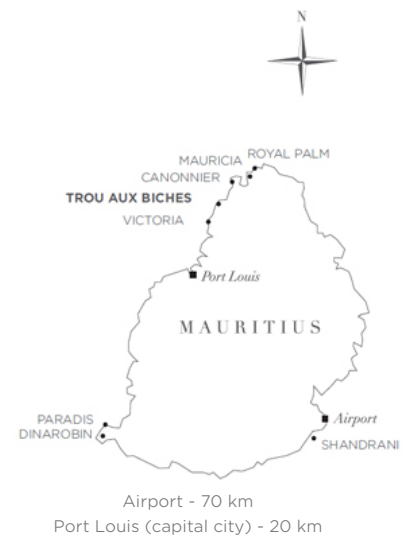 N
ROYAL PALM
MAURICIA
CANONNIER
TROU AUX BICHES
VICTORIA
Port Louis
MAURITIUS
PARADIS
DINAROBIN
Airport
SHANDRANI
Airport - 70 km
Port Louis (capital city) - 20 km